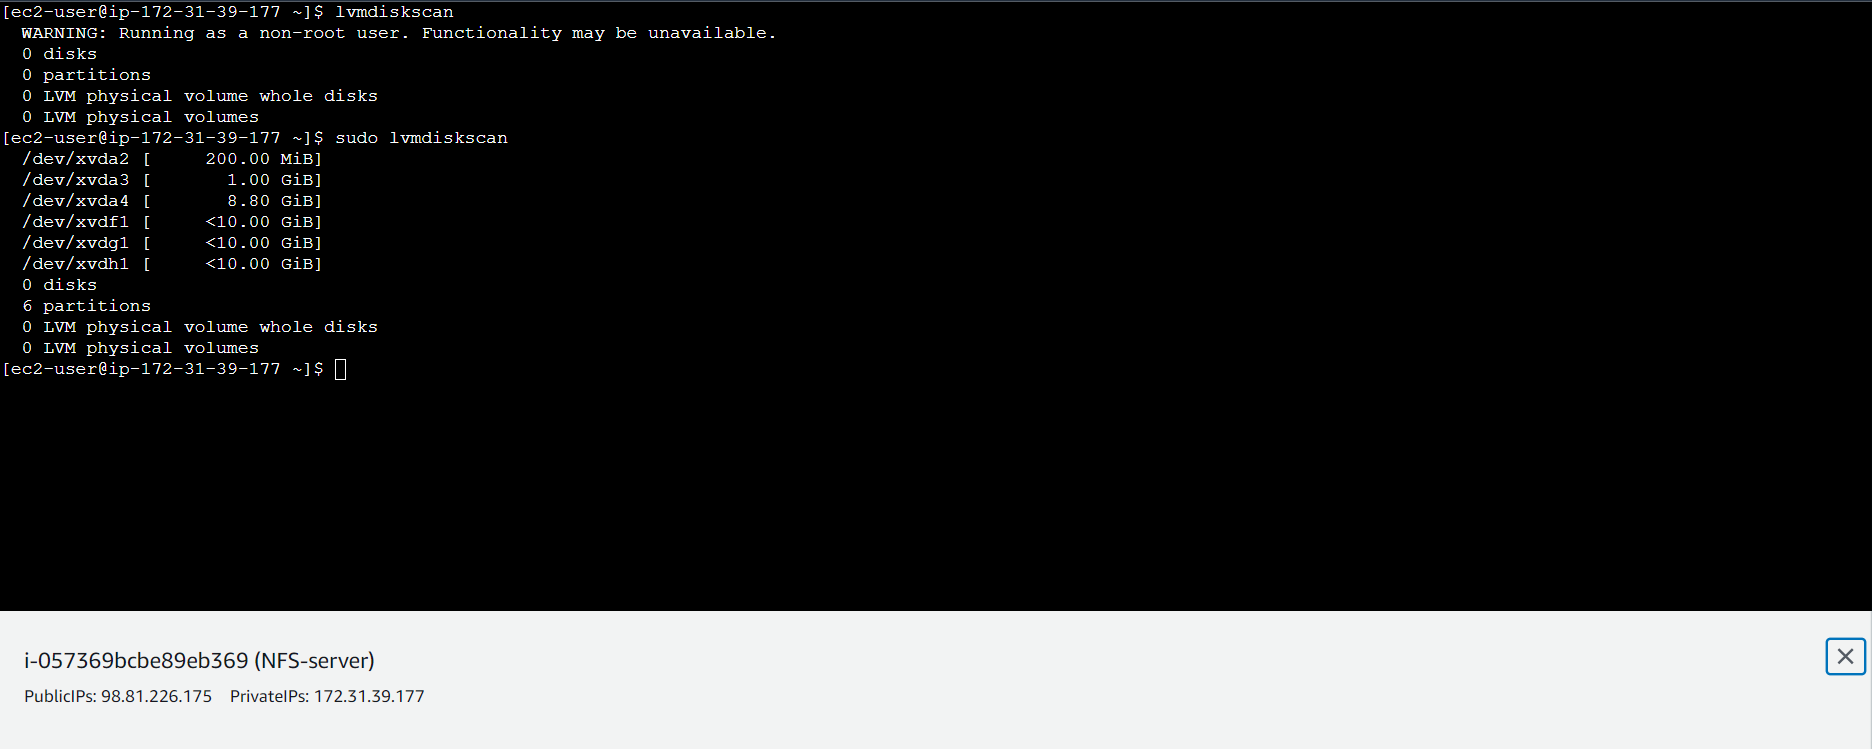 [ec2-user@ip-172-31-39-177 ~]$ lvmdiskscan
  WARNING: Running as a non-root user. Functionality may be unavailable.
  0 disks
  0 partitions
  0 LVM physical volume whole disks
  0 LVM physical volumes
[ec2-user@ip-172-31-39-177 ~]$ sudo lvmdiskscan
  /dev/xvda2 [     200.00 MiB]
  /dev/xvda3 [       1.00 GiB]
  /dev/xvda4 [       8.80 GiB]
  /dev/xvdf1 [     <10.00 GiB]
  /dev/xvdg1 [     <10.00 GiB]
  /dev/xvdh1 [     <10.00 GiB]
  0 disks
  6 partitions
  0 LVM physical volume whole disks
  0 LVM physical volumes
[ec2-user@ip-172-31-39-177 ~]$
i-057369bcbe89eb369 (NFS-server)
PublicIPs: 98.81.226.175    PrivateIPs: 172.31.39.177